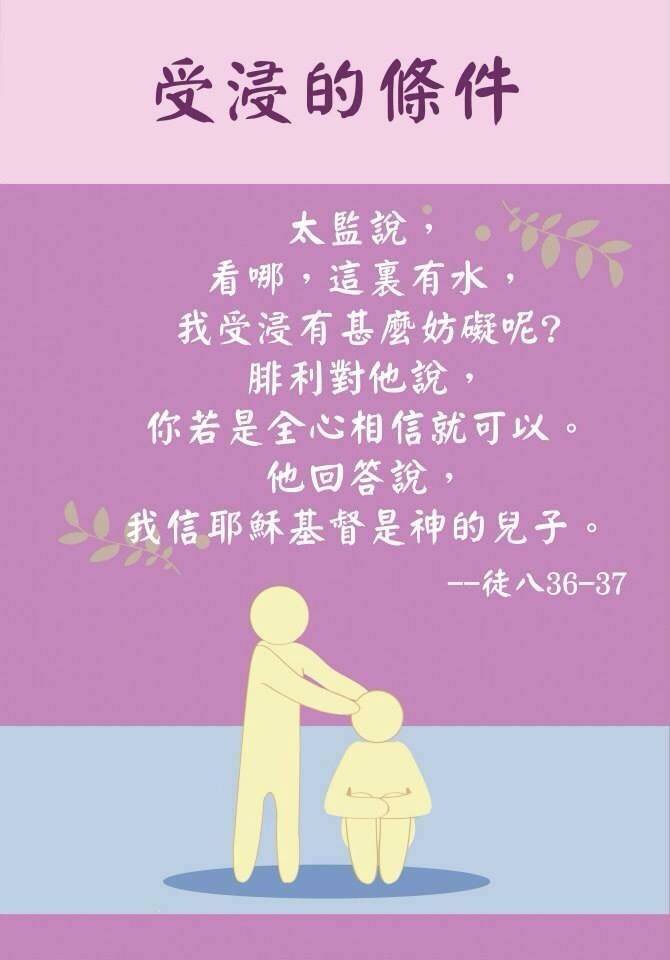 受浸的條件
太監說，
看哪，這裏有水，
我受浸有甚麼妨礙呢?
腓利對他說，
你若是全心相信就可以。
他回答說，
我信耶穌基督是神的兒子。
--徒八36-37